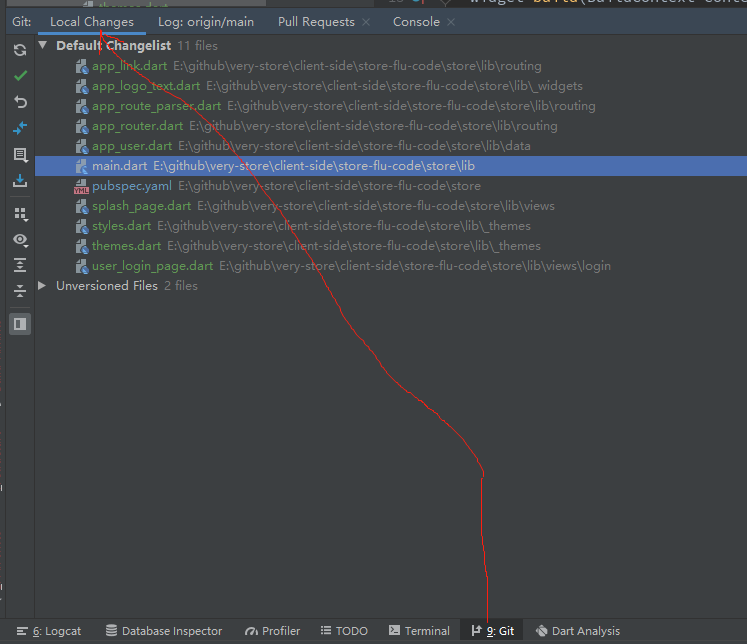 themes.dart
Git: Local Changes Log: origin/main Pull Requests Console
Default Changelist 11 files
app_link.dart E:\github\very-store\client-side\store-flu-code\store\lib\routing
app_logo_text.dart E:\github\very-store\client-side\store-flu-code\store\lib\_widgets
app_route_parser.dart E:\github\very-store\client-side\store-flu-code\store\lib\routing
app_router.dart E:\github\very-store\client-side\store-flu-code\store\lib\routing
app_user.dart E:\github\very-store\client-side\store-flu-code\store\lib\data
main.dart E:\github\very-store\client-side\store-flu-code\store\lib
YML pubspec.yaml E:\github\very-store\client-side\store-flu-code\store
splash_page.dart E:\github\very-store\client-side\store-flu-code\store\lib\views
styles.dart E:\github\very-store\client-side\store-flu-code\store\lib\_themes
themes.dart E:\github\very-store\client-side\store-flu-code\store\lib\_themes
user_login_page.dart E:\github\very-store\client-side\store-flu-code\store\lib\views\login
Unversioned Files 2 files
6: Logcat Database Inspector Profiler TODO Terminal 9: Git Dart Analysis